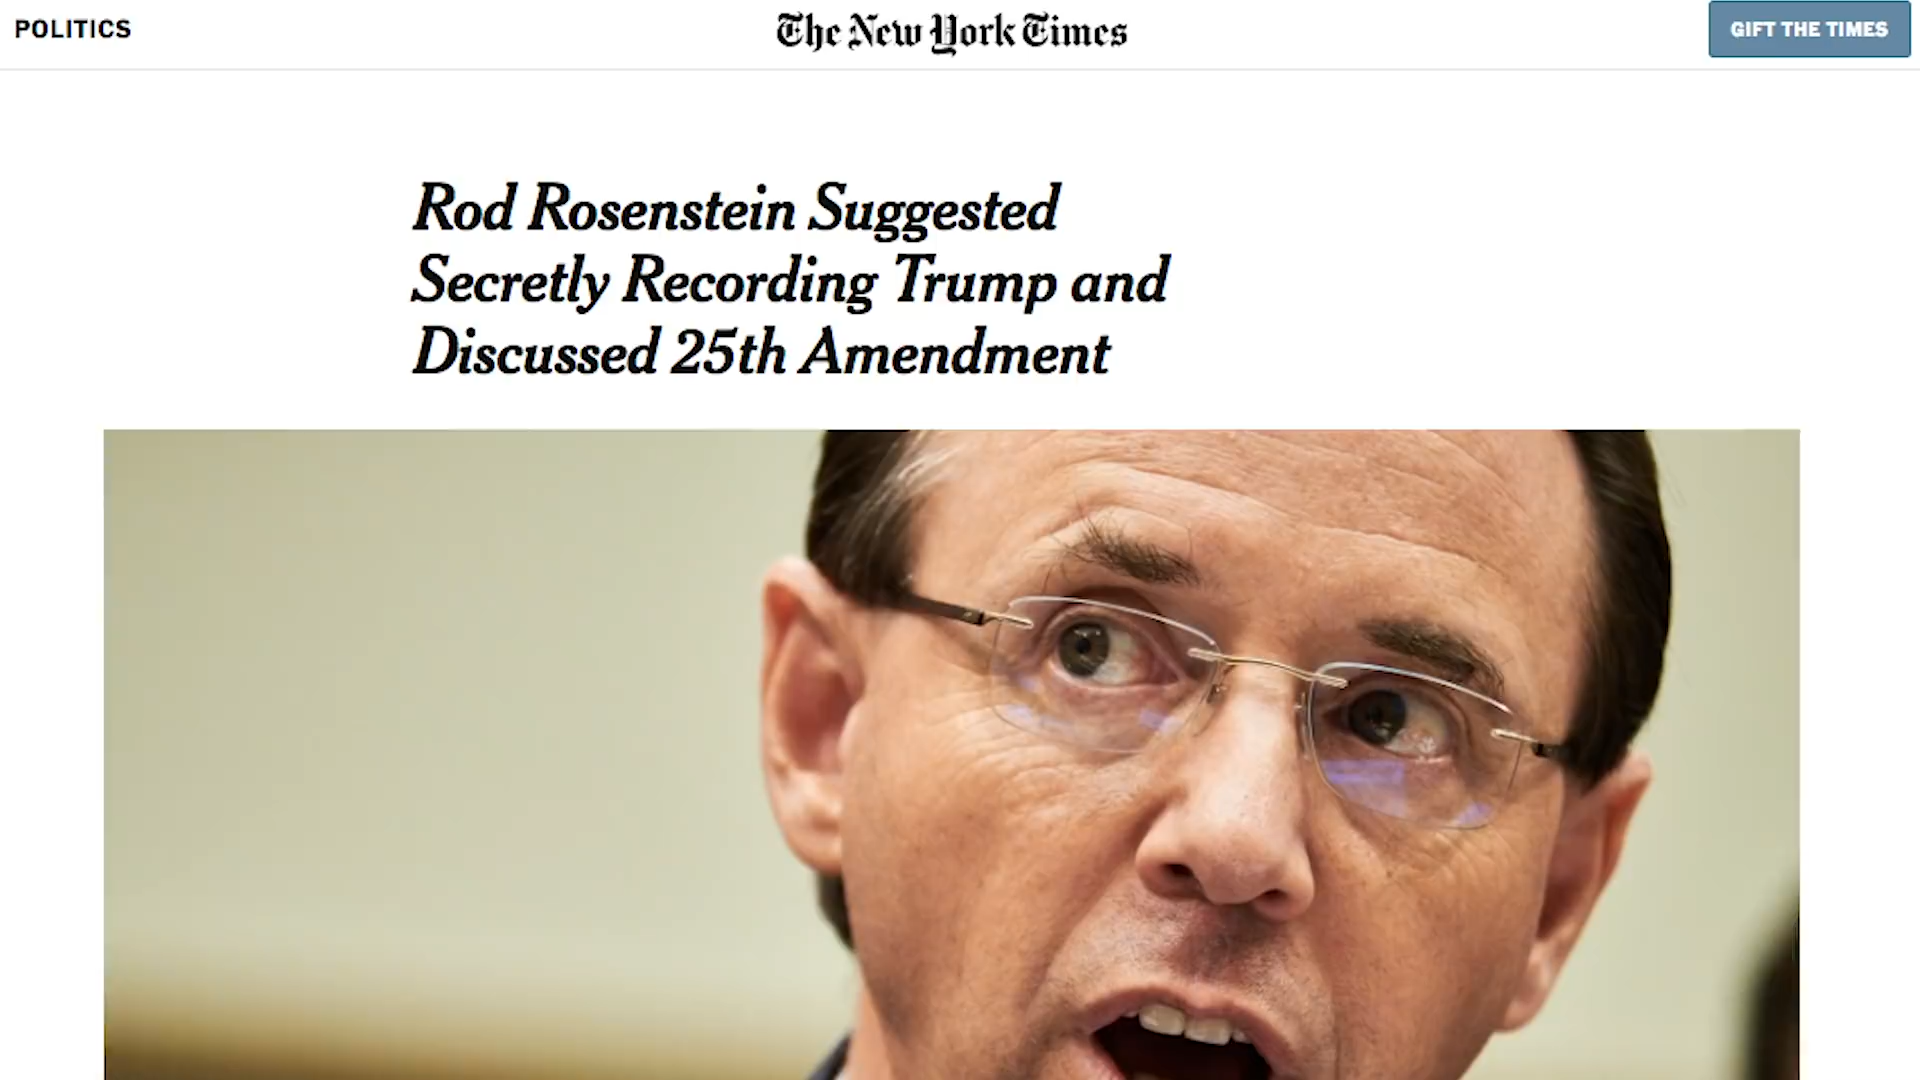 POLITICS
The New York Times
GIFT THE TIMES
Rod Rosenstein Suggested
Secretly Recording Trump and
Discussed 25th Amendment